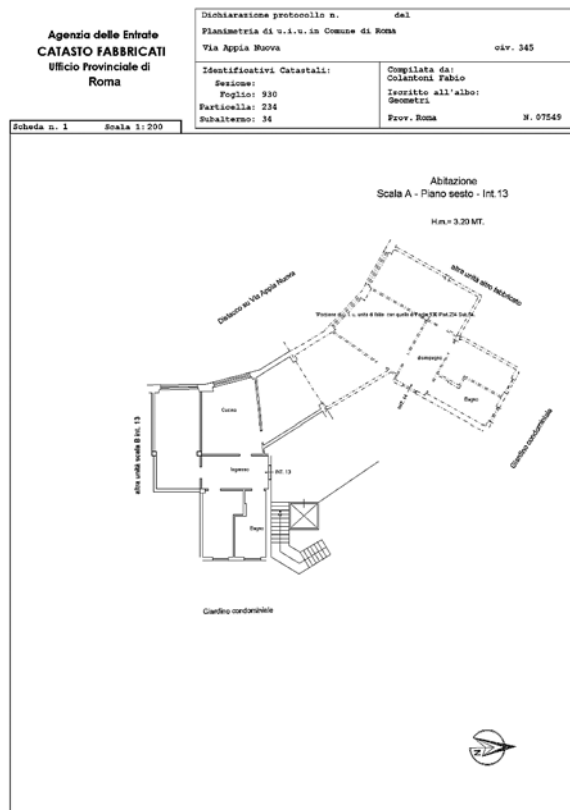 Agenzia delle Entrate
CATASTO FABBRICATI
Ufficio Provinciale di
Roma
Dichiarazione protocollo n. del
Planimetria di u.i.u.in Comune di Roma
Via Appia Nuova civ. 345
Identificativi Catastali:
Sezione:
Foglio: 930
Particella: 234
Subalterno: 34
Compilata da:
Colantoni Fabio
Iscritto all'albo:
Geometri
Prov. Roma N. 07549
Scheda n. 1 Scala 1:200
Abitazione
Scala A - Piano sesto - Int.13
H.m.= 3.20 MT.
Distacco su Via Appia Nuova
altra unità altro fabbricato
Bagno
Giardino condominiale
altra unità scala B int. 13
Cucina
Ingresso
INT. 13
Bagno
Giardino condominiale
N